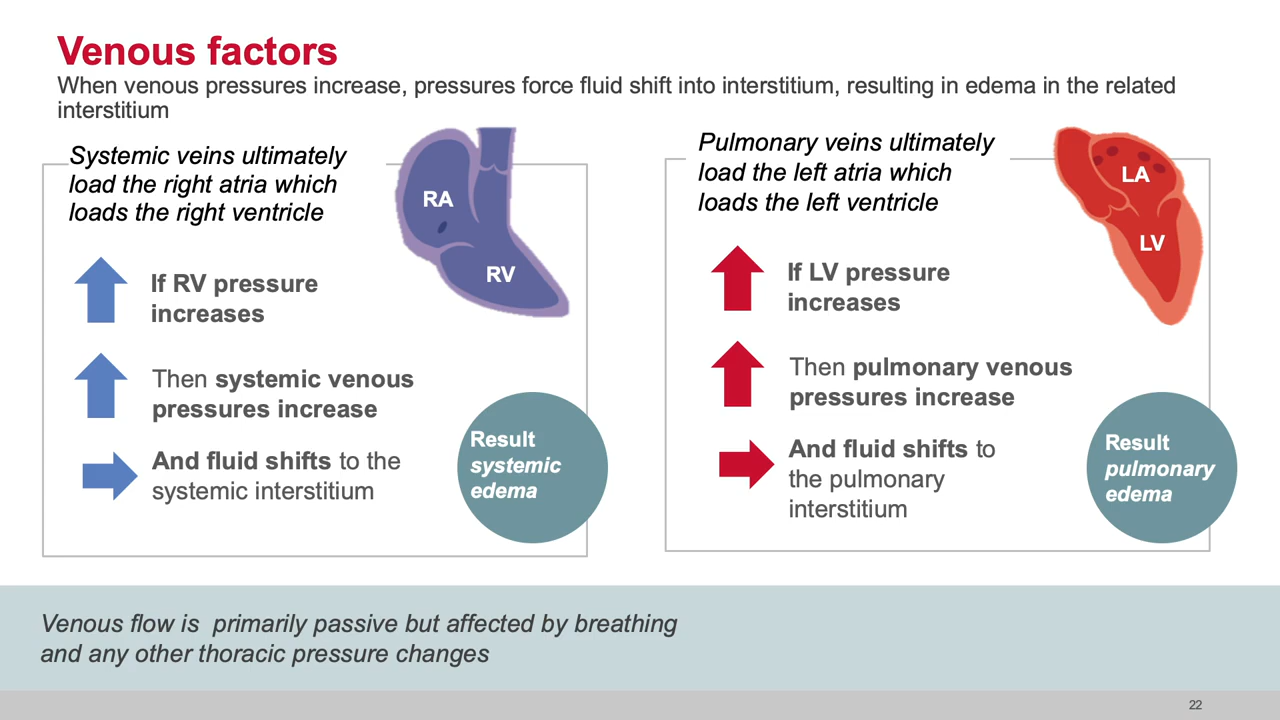 Venous factors
When venous pressures increase, pressures force fluid shift into interstitium, resulting in edema in the related
interstitium
Systemic veins ultimately
load the right atria which
loads the right ventricle
RA
RV
If RV pressure
increases
Then systemic venous
pressures increase
And fluid shifts to the
systemic interstitium
Result
systemic
edema
Pulmonary veins ultimately
load the left atria which
loads the left ventricle
LA
LV
If LV pressure
increases
Then pulmonary venous
pressures increase
And fluid shifts to
the pulmonary
interstitium
Result
pulmonary
edema
Venous flow is  primarily passive but affected by breathing
and any other thoracic pressure changes
22